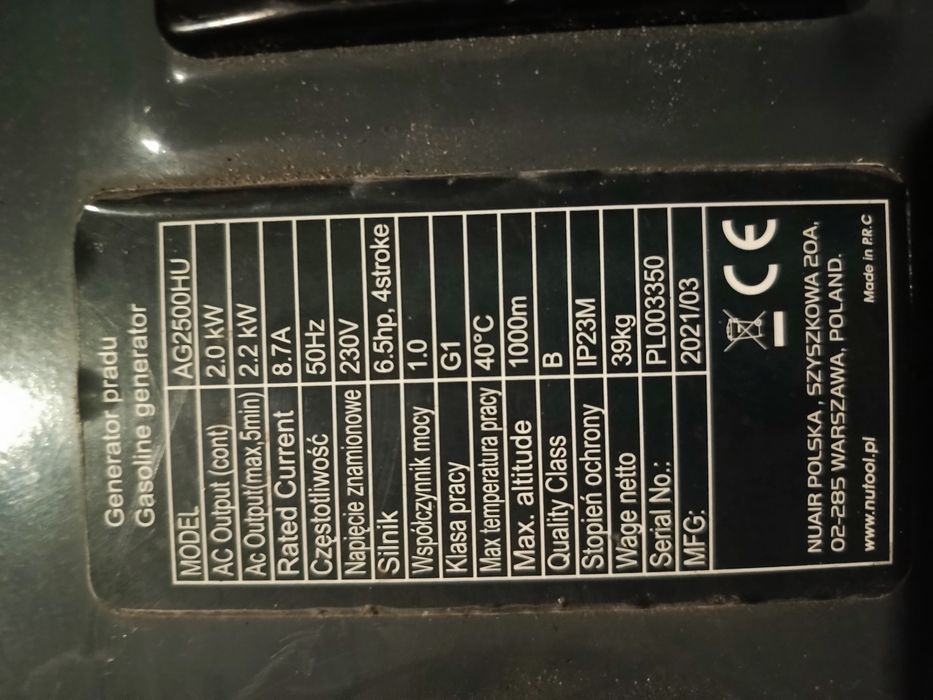 Generator pradu
Gasoline generator
MODEL AG2500HU
AC Output (cont) 2.0 kW
Ac Output(max,5min) 2.2 kW
Rated Current 8.7A
Częstotliwość 50Hz
Napięcie znamionowe 230V
Silnik 6.5hp, 4stroke
Współczynnik mocy 1.0
Klasa pracy G1
Max temperatura pracy 40°C
Max. altitude 1000m
Quality Class B
Stopień ochrony IP23M
Wage netto 39kg
Serial No.: PL003350
MFG: 2021/03
CE
NUAIR POLSKA, SZYSZKOWA 20A,
02-285 WARSZAWA, POLAND.
www.nutool.pl Made in P.R.C